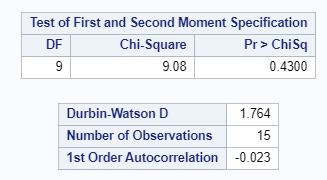 Test of First and Second Moment Specification
DF Chi-Square Pr > ChiSq
9 9.08 0.4300
Durbin-Watson D 1.764
Number of Observations 15
1st Order Autocorrelation -0.023